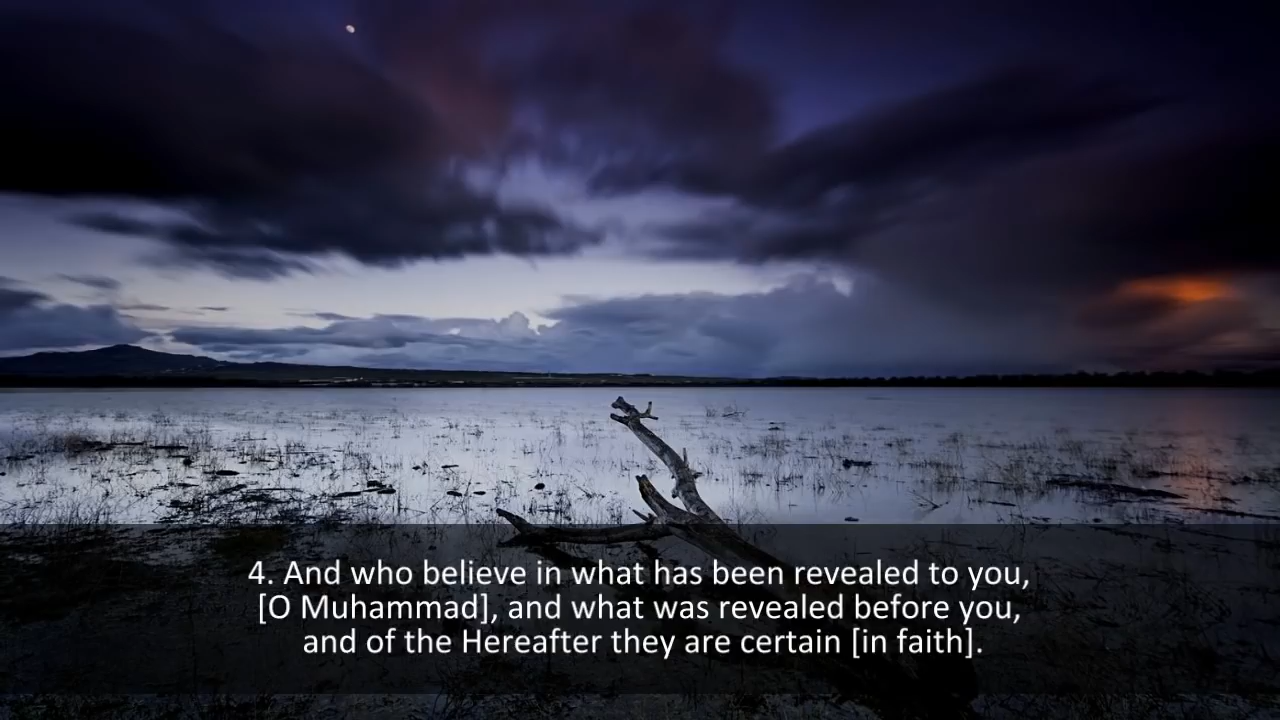 4. And who believe in what has been revealed to you,
[O Muhammad], and what was revealed before you,
and of the Hereafter they are certain [in faith].